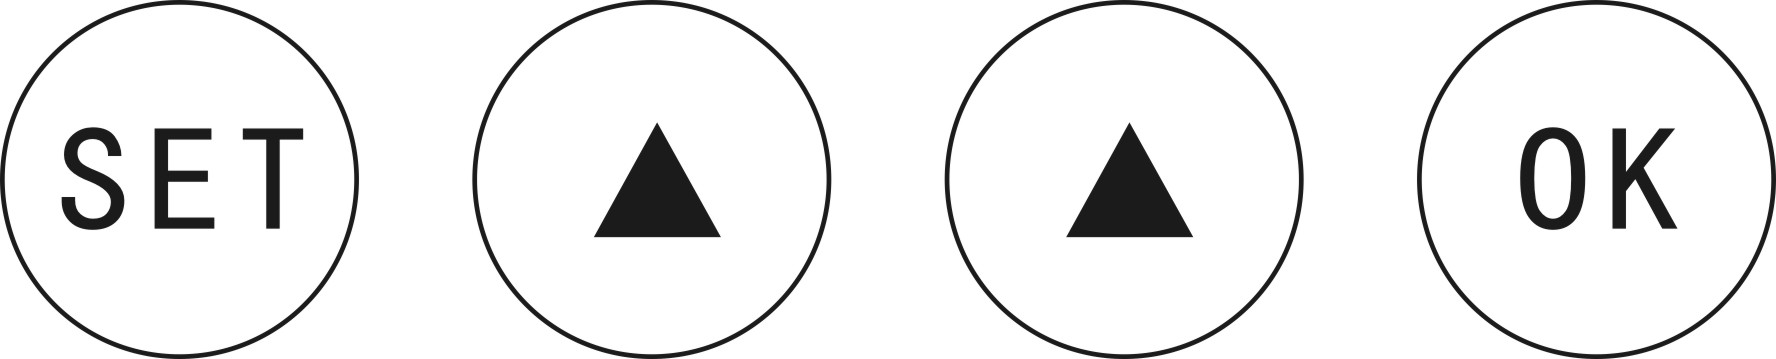 SET ▲ ▲ OK